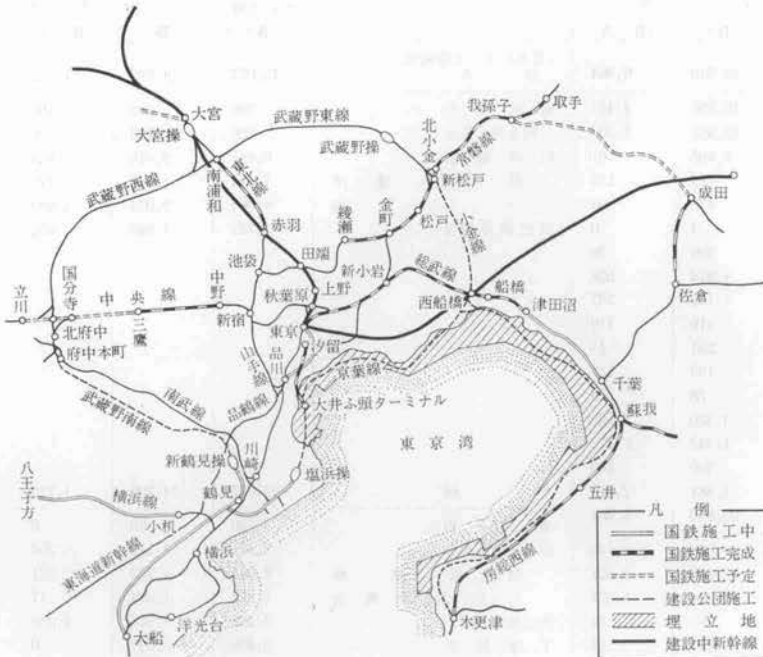 大宮
大宮操
武蔵野東線
武蔵野操
北小金
我孫子
取手
常磐線
新松戸
武蔵野西線
南浦和
東北線
赤羽
綾瀬
金町
松戸
小金線
成田
池袋
田端
新小岩
総武線
船橋
佐倉
立川
国分寺
中央線
三鷹
中野
秋葉原
上野
西船橋
津田沼
北府中
新宿
東京
府中本町
山手線
品川
汐留
京葉線
千葉
南武線
品鶴線
大井ふ頭ターミナル
蘇我
武蔵野南線
東京湾
新鶴見操
川崎
塩浜操
八王子方
横浜線
鶴見
五井
小机
東海道新幹線
横浜
房総西線
洋光台
大船
木更津
凡例
国鉄施工中
国鉄施工完成
国鉄施工予定
建設公団施工
埋立地
建設中新幹線